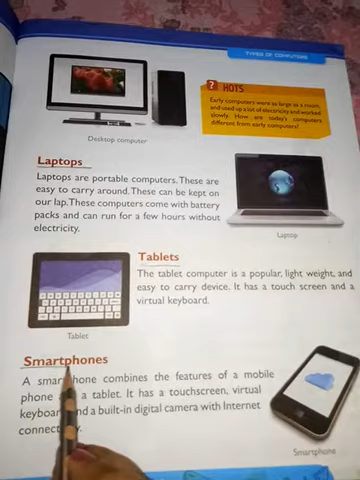 TYPES OF COMPUTERS
? HOTS
Early computers were as large as a room,
and used up a lot of electricity and worked
slowly. How are today's computers
different from early computers?
Desktop computer
Laptops
Laptops are portable computers. These are
easy to carry around. These can be kept on
our lap. These computers come with battery
packs and can run for a few hours without
electricity.
Laptop
Tablets
The tablet computer is a popular, light weight, and
easy to carry device. It has a touch screen and a
virtual keyboard.
Tablet
Smartphones
A smartphone combines the features of a mobile
phone a tablet. It has a touchscreen, virtual
keyboard and a built-in digital camera with Internet
connectivity.
Smartphone